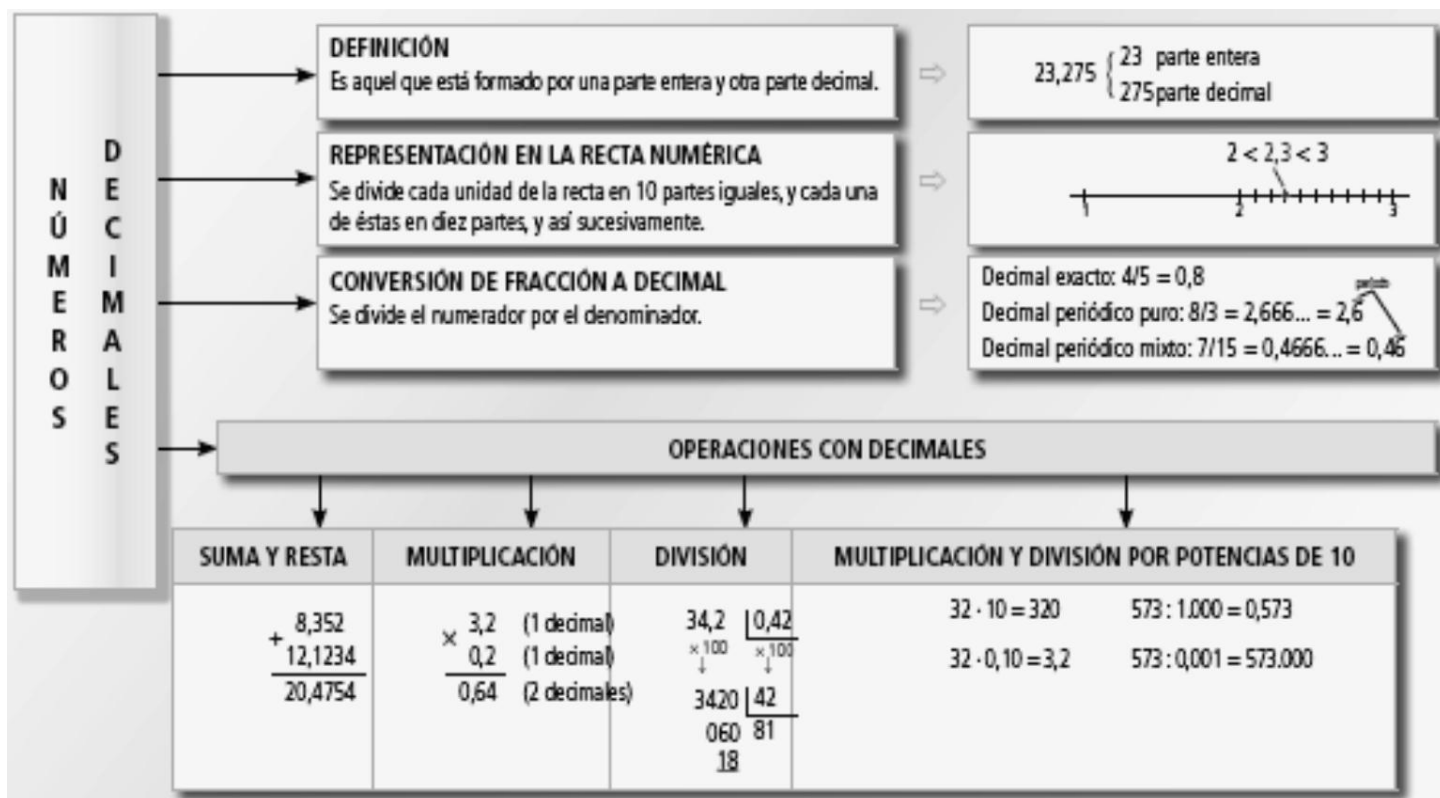 NÚMEROS
DECIMALES
DEFINICIÓN
Es aquel que está formado por una parte entera y otra parte decimal.
23,275 { 23 parte entera
275 parte decimal
REPRESENTACIÓN EN LA RECTA NUMÉRICA
Se divide cada unidad de la recta en 10 partes iguales, y cada una
de éstas en diez partes, y así sucesivamente.
2 < 2,3 < 3
1 2 3
CONVERSIÓN DE FRACCIÓN A DECIMAL
Se divide el numerador por el denominador.
Decimal exacto: 4/5 = 0,8
periodo
Decimal periódico puro: 8/3 = 2,666... = 2,6
Decimal periódico mixto: 7/15 = 0,4666... = 0,46
OPERACIONES CON DECIMALES
SUMA Y RESTA
8,352
+ 12,1234
20,4754
MULTIPLICACIÓN
3,2 (1 decimal)
× 0,2 (1 decimal)
0,64 (2 decimales)
DIVISIÓN
34,2 0,42
×100 ×100
↓ ↓
3420 42
060 81
18
MULTIPLICACIÓN Y DIVISIÓN POR POTENCIAS DE 10
32 · 10 = 320 573 : 1.000 = 0,573
32 · 0,10 = 3,2 573 : 0,001 = 573.000